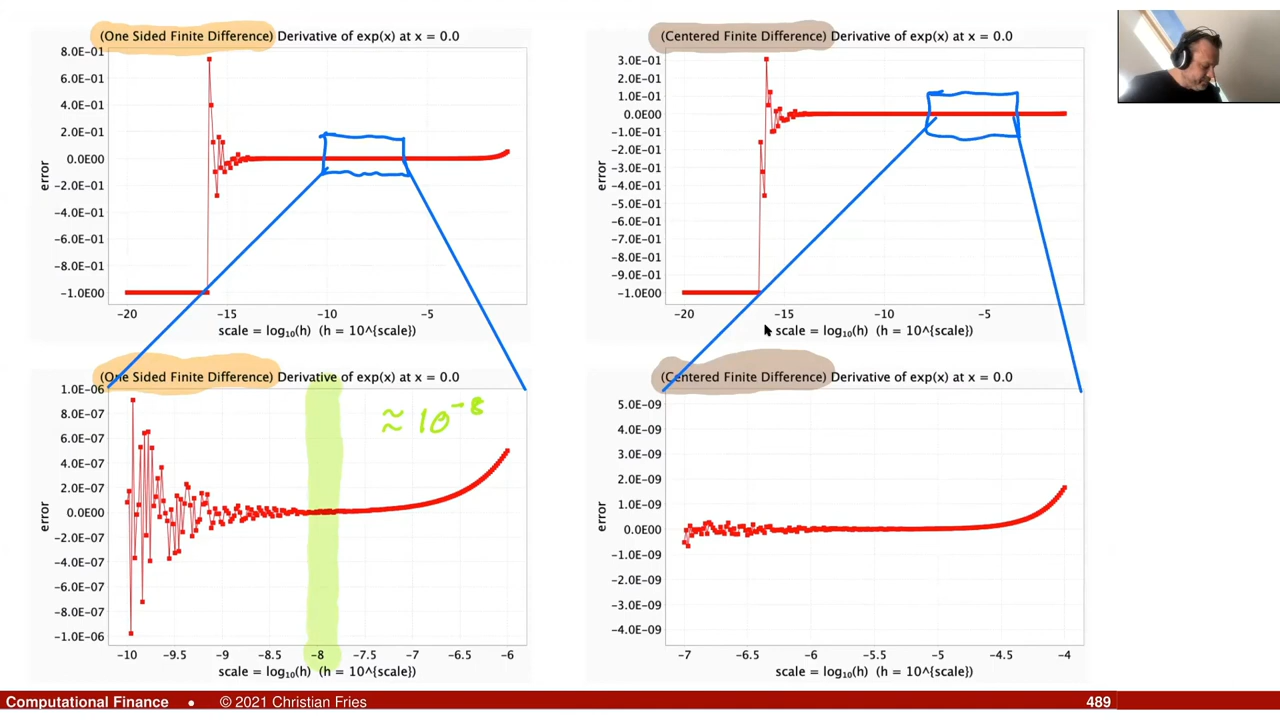 (One Sided Finite Difference) Derivative of exp(x) at x = 0.0
8.0E-01
6.0E-01
4.0E-01
2.0E-01
0.0E00
-2.0E-01
-4.0E-01
-6.0E-01
-8.0E-01
-1.0E00
error
-20 -15 -10 -5
scale = log₁₀(h) (h = 10^{scale})
(Centered Finite Difference) Derivative of exp(x) at x = 0.0
3.0E-01
1.0E-01
0.0E00
-1.0E-01
-2.0E-01
-3.0E-01
-4.0E-01
-5.0E-01
-6.0E-01
-7.0E-01
-8.0E-01
-9.0E-01
-1.0E00
error
-20 -15 -10 -5
scale = log₁₀(h) (h = 10^{scale})
(One Sided Finite Difference) Derivative of exp(x) at x = 0.0
1.0E-06
8.0E-07
6.0E-07
4.0E-07
2.0E-07
0.0E00
-2.0E-07
-4.0E-07
-6.0E-07
-8.0E-07
-1.0E-06
error
≈ 10⁻⁸
-10 -9.5 -9 -8.5 -8 -7.5 -7 -6.5 -6
scale = log₁₀(h) (h = 10^{scale})
(Centered Finite Difference) Derivative of exp(x) at x = 0.0
5.0E-09
4.0E-09
3.0E-09
2.0E-09
1.0E-09
0.0E00
-1.0E-09
-2.0E-09
-3.0E-09
-4.0E-09
error
-7 -6.5 -6 -5.5 -5 -4.5 -4
scale = log₁₀(h) (h = 10^{scale})
Computational Finance • © 2021 Christian Fries 489